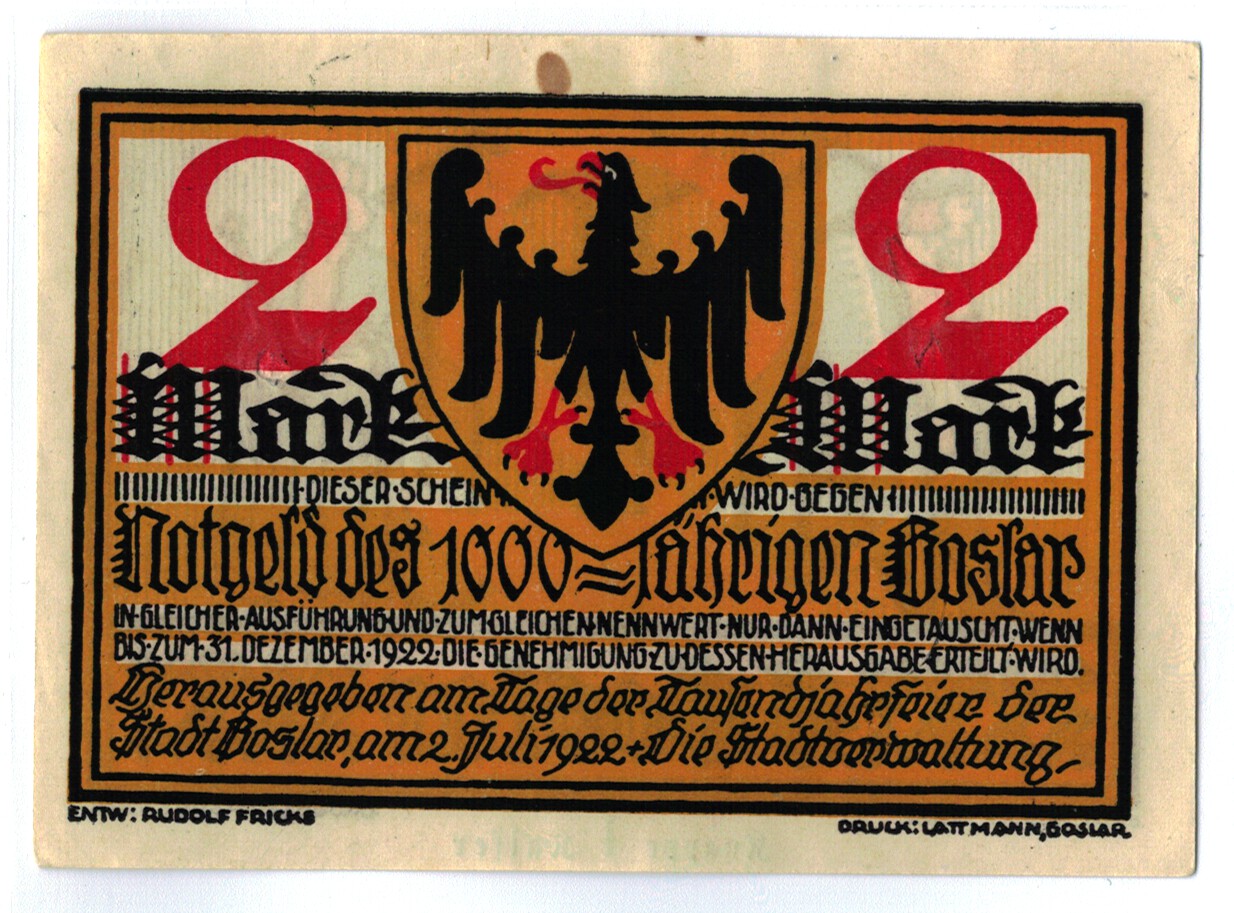 2 2
Mark Mark
DIESER·SCHEIN· WIRD·GEGEN
Notgeld des 1000=jährigen Goslar
IN·GLEICHER·AUSFÜHRUNG·UND·ZUM·GLEICHEN·NENNWERT·NUR·DANN·EINGETAUSCHT·WENN
BIS·ZUM·31. DEZEMBER·1922·DIE·GENEHMIGUNG·ZU·DESSEN·HERAUSGABE·ERTEILT·WIRD.
Herausgegeben am Tage der Tausendjahrfeier der
Stadt Goslar, am 2. Juli 1922 + Die Stadtverwaltung
ENTW: RUDOLF FRICKE
DRUCK: LATTMANN, GOSLAR